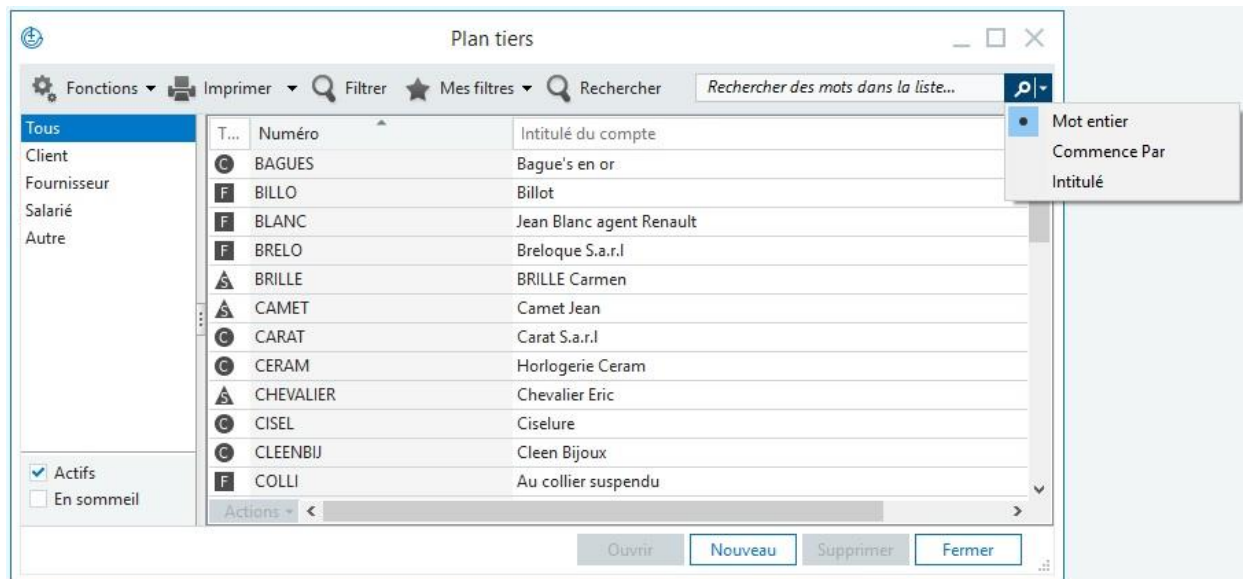 Plan tiers
Fonctions Imprimer Filtrer Mes filtres Rechercher Rechercher des mots dans la liste...
Mot entier
Commence Par
Intitulé
Tous
Client
Fournisseur
Salarié
Autre
T... Numéro Intitulé du compte
C BAGUES Bague's en or
F BILLO Billot
F BLANC Jean Blanc agent Renault
F BRELO Breloque S.a.r.l
S BRILLE BRILLE Carmen
S CAMET Camet Jean
C CARAT Carat S.a.r.l
C CERAM Horlogerie Ceram
S CHEVALIER Chevalier Eric
C CISEL Ciselure
C CLEENBIJ Cleen Bijoux
F COLLI Au collier suspendu
Actifs
En sommeil
Actions
Ouvrir Nouveau Supprimer Fermer